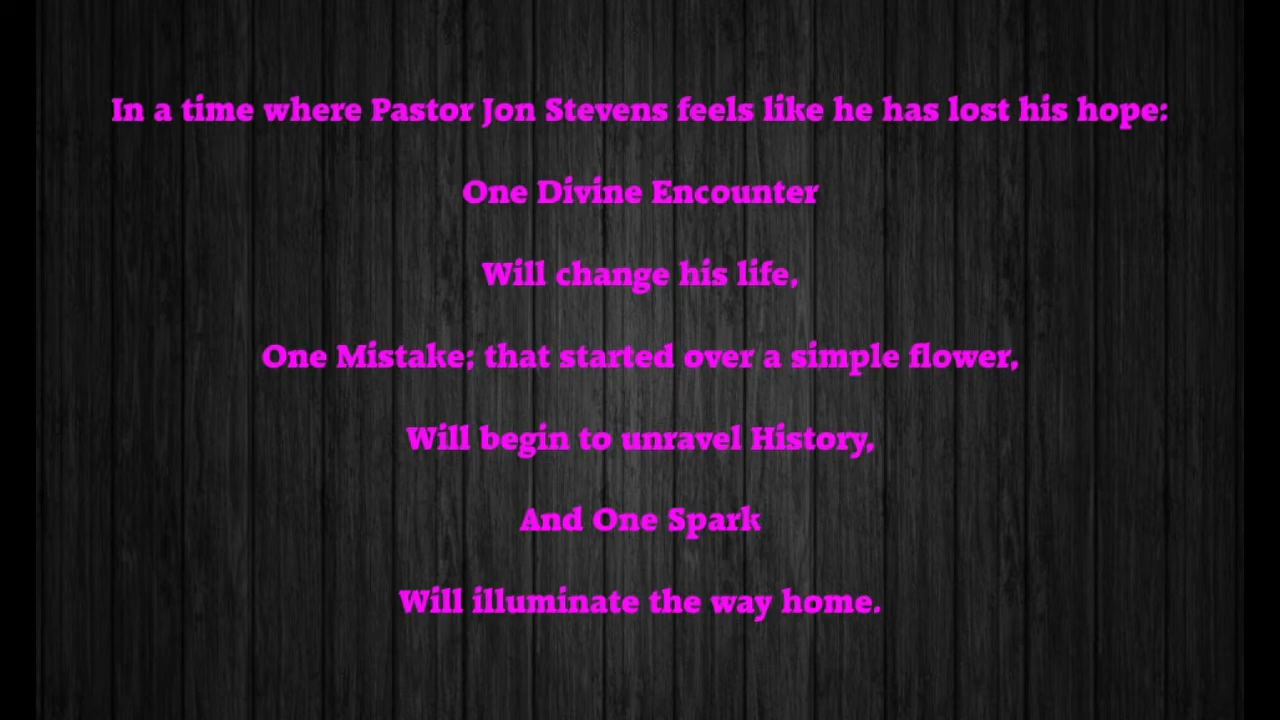 In a time where Pastor Jon Stevens feels like he has lost his hope:
One Divine Encounter
Will change his life,
One Mistake; that started over a simple flower,
Will begin to unravel History,
And One Spark
Will illuminate the way home.